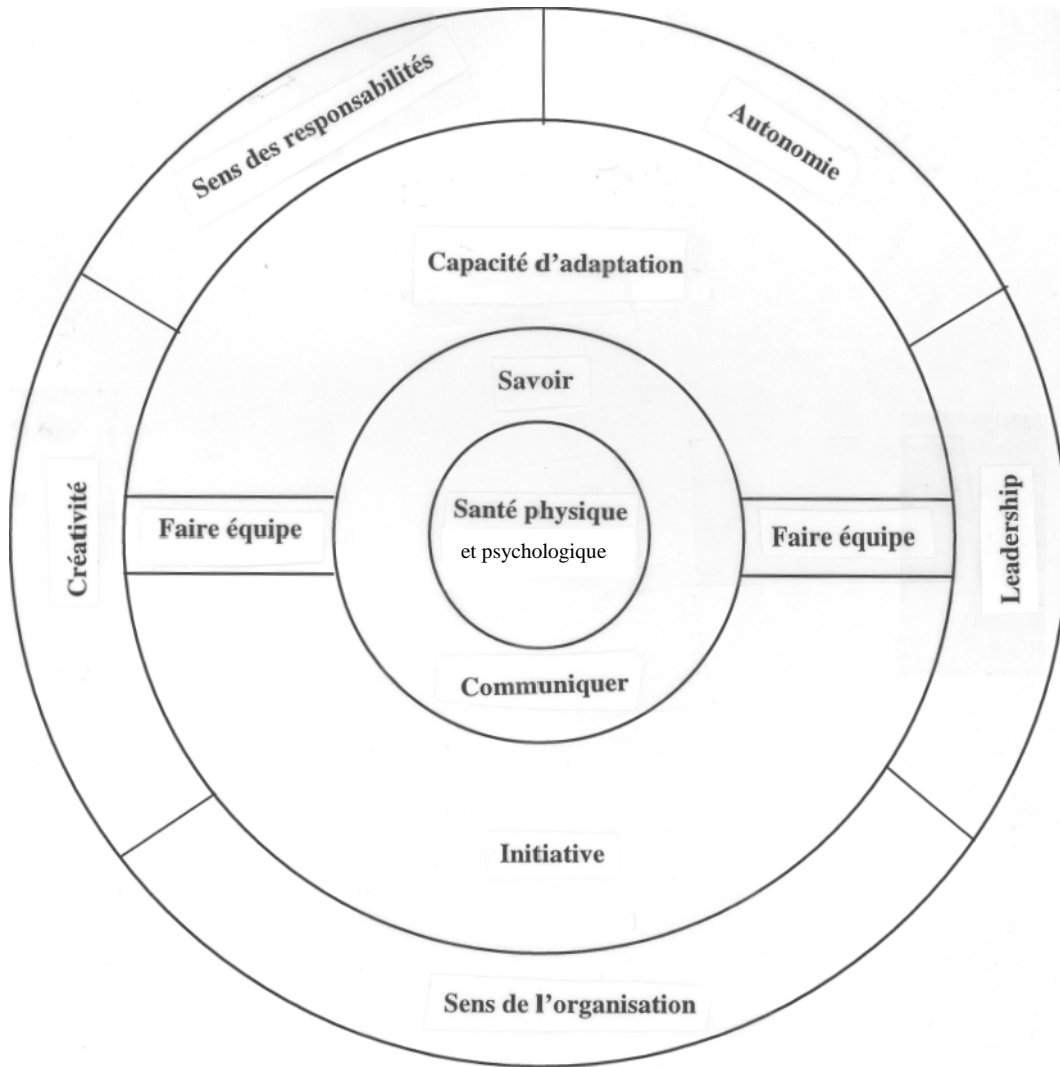 Sens des responsabilités
Autonomie
Capacité d'adaptation
Savoir
Créativité
Faire équipe
Santé physique
et psychologique
Faire équipe
Leadership
Communiquer
Initiative
Sens de l'organisation